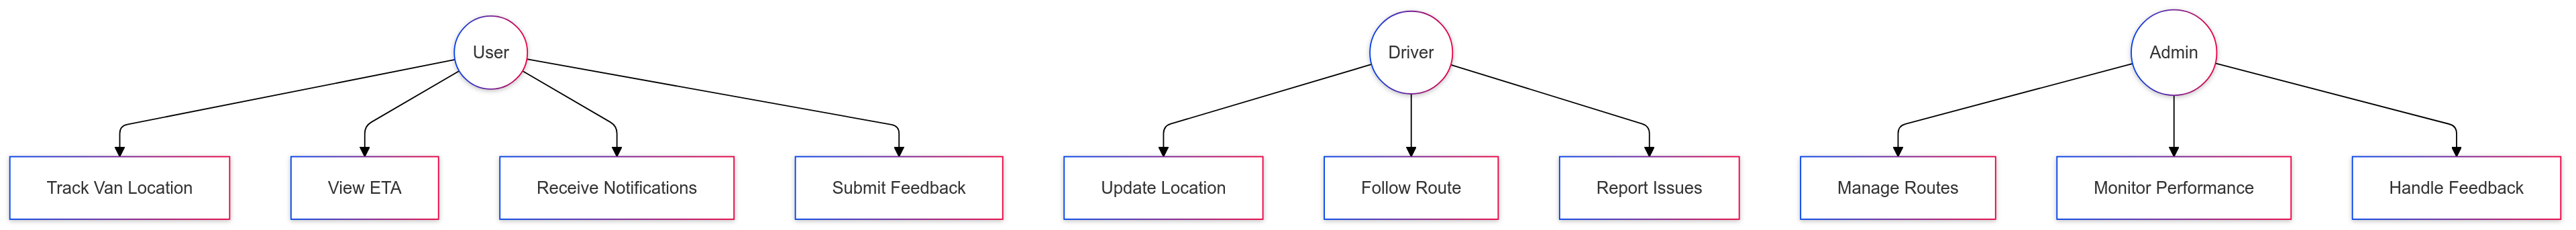 User
Driver
Admin
Track Van Location
View ETA
Receive Notifications
Submit Feedback
Update Location
Follow Route
Report Issues
Manage Routes
Monitor Performance
Handle Feedback